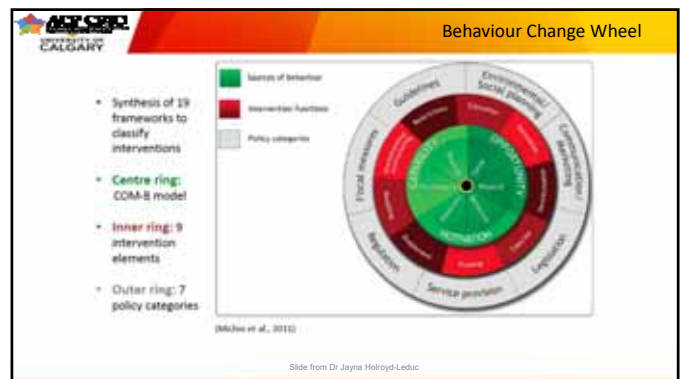 UNIVERSITY OF
CALGARY
Behaviour Change Wheel
• Synthesis of 19
frameworks to
classify
interventions
• Centre ring:
COM-B model
• Inner ring: 9
intervention
elements
• Outer ring: 7
policy categories
Sources of behaviour
Intervention functions
Policy categories
Guidelines
Environmental/
Social planning
Communication/
Marketing
Legislation
Service provision
Regulation
Fiscal measures
Education
CAPABILITY
OPPORTUNITY
MOTIVATION
(Michie et al., 2011)
Slide from Dr Jayna Holroyd-Leduc